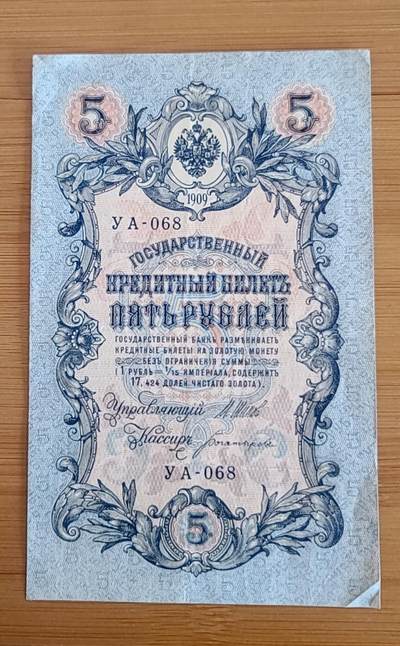 5 5
1909
УА-068
ГОСУДАРСТВЕННЫЙ
КРЕДИТНЫЙ БИЛЕТЪ
ПЯТЬ РУБЛЕЙ
ГОСУДАРСТВЕННЫЙ БАНКЪ РАЗМѢНИВАЕТЪ
КРЕДИТНЫЕ БИЛЕТЫ НА ЗОЛОТУЮ МОНЕТУ
БЕЗЪ ОГРАНИЧЕНІЯ СУММЫ
(1 РУБЛЬ = 1/15 ИМПЕРІАЛА, СОДЕРЖИТЪ
17,424 ДОЛЕЙ ЧИСТАГО ЗОЛОТА).
Управляющій
Кассиръ
УА-068
5